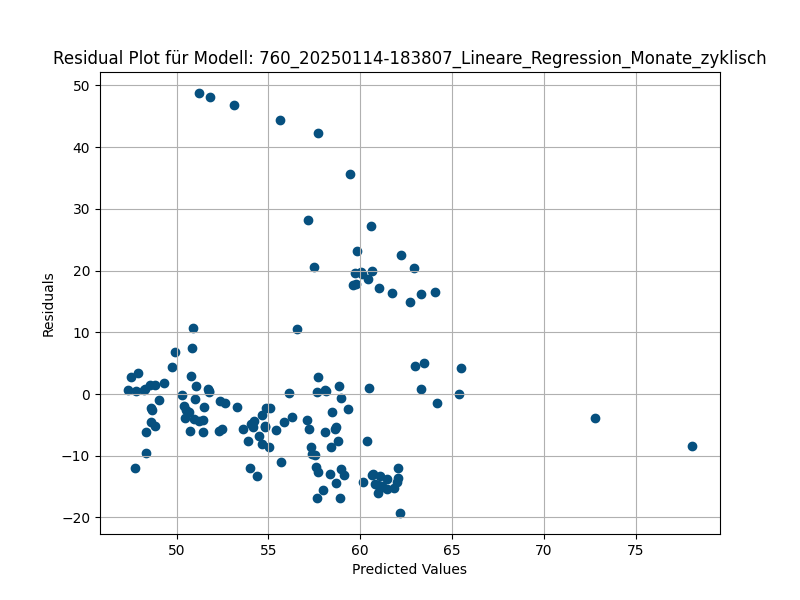 Residual Plot für Modell: 760_20250114-183807_Lineare_Regression_Monate_zyklisch
50
40
30
20
10
0
−10
−20
Residuals
50 55 60 65 70 75
Predicted Values